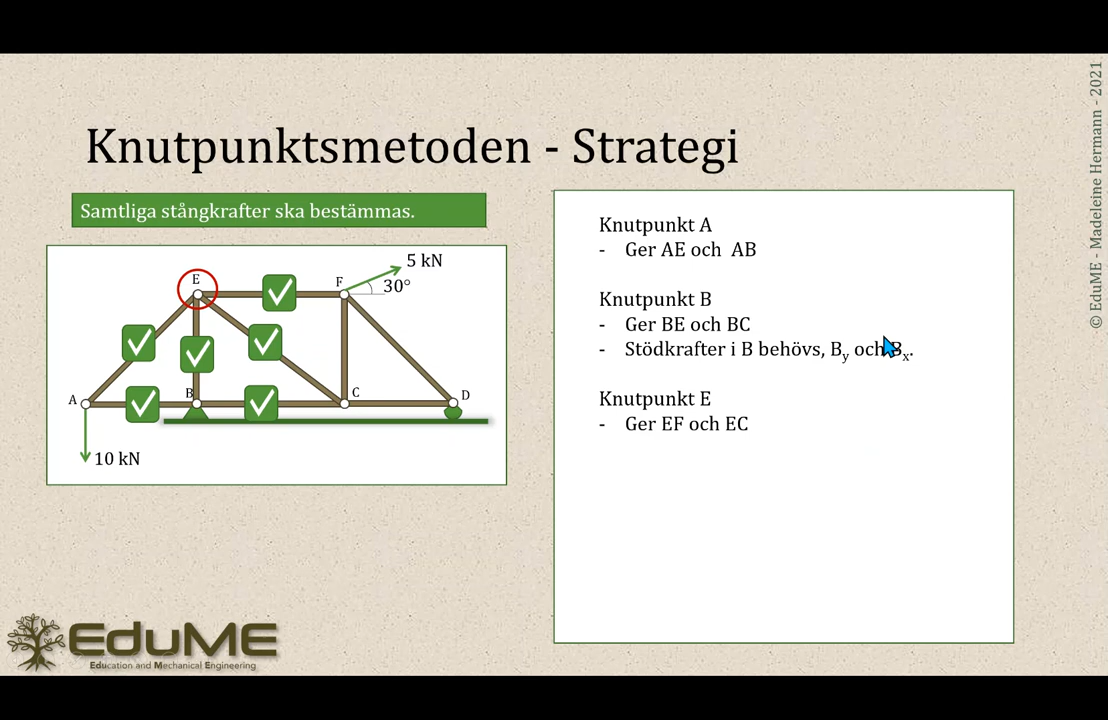 Knutpunktsmetoden - Strategi
Samtliga stångkrafter ska bestämmas.
E
F
5 kN
30°
A
B
C
D
10 kN
Knutpunkt A
- Ger AE och AB
Knutpunkt B
- Ger BE och BC
- Stödkrafter i B behövs, By och Bx.
Knutpunkt E
- Ger EF och EC
EduME
Education and Mechanical Engineering
© EduME - Madeleine Hermann - 2021